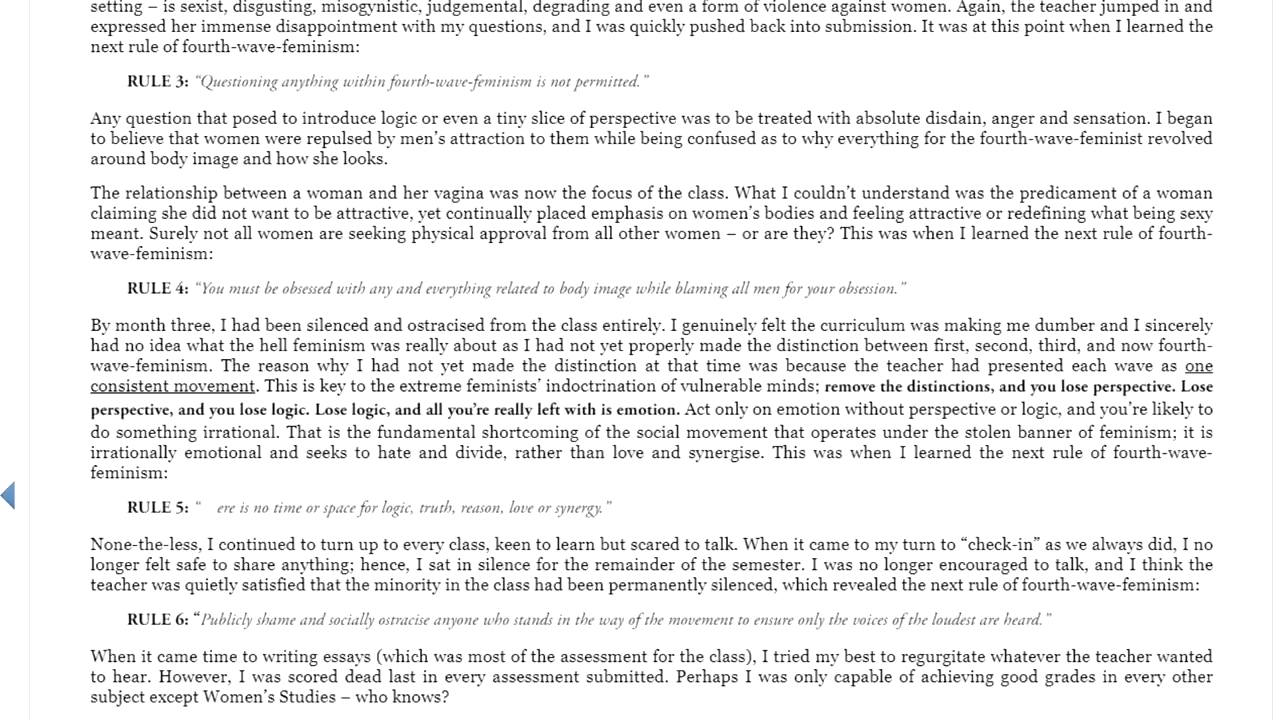 setting – is sexist, disgusting, misogynistic, judgemental, degrading and even a form of violence against women. Again, the teacher jumped in and
expressed her immense disappointment with my questions, and I was quickly pushed back into submission. It was at this point when I learned the
next rule of fourth-wave-feminism:
RULE 3: “Questioning anything within fourth-wave-feminism is not permitted.”
Any question that posed to introduce logic or even a tiny slice of perspective was to be treated with absolute disdain, anger and sensation. I began
to believe that women were repulsed by men’s attraction to them while being confused as to why everything for the fourth-wave-feminist revolved
around body image and how she looks.
The relationship between a woman and her vagina was now the focus of the class. What I couldn’t understand was the predicament of a woman
claiming she did not want to be attractive, yet continually placed emphasis on women’s bodies and feeling attractive or redefining what being sexy
meant. Surely not all women are seeking physical approval from all other women – or are they? This was when I learned the next rule of fourth-
wave-feminism:
RULE 4: “You must be obsessed with any and everything related to body image while blaming all men for your obsession.”
By month three, I had been silenced and ostracised from the class entirely. I genuinely felt the curriculum was making me dumber and I sincerely
had no idea what the hell feminism was really about as I had not yet properly made the distinction between first, second, third, and now fourth-
wave-feminism. The reason why I had not yet made the distinction at that time was because the teacher had presented each wave as one
consistent movement. This is key to the extreme feminists’ indoctrination of vulnerable minds; remove the distinctions, and you lose perspective. Lose
perspective, and you lose logic. Lose logic, and all you’re really left with is emotion. Act only on emotion without perspective or logic, and you’re likely to
do something irrational. That is the fundamental shortcoming of the social movement that operates under the stolen banner of feminism; it is
irrationally emotional and seeks to hate and divide, rather than love and synergise. This was when I learned the next rule of fourth-wave-
feminism:
RULE 5: “ ere is no time or space for logic, truth, reason, love or synergy.”
None-the-less, I continued to turn up to every class, keen to learn but scared to talk. When it came to my turn to “check-in” as we always did, I no
longer felt safe to share anything; hence, I sat in silence for the remainder of the semester. I was no longer encouraged to talk, and I think the
teacher was quietly satisfied that the minority in the class had been permanently silenced, which revealed the next rule of fourth-wave-feminism:
RULE 6: “Publicly shame and socially ostracise anyone who stands in the way of the movement to ensure only the voices of the loudest are heard.”
When it came time to writing essays (which was most of the assessment for the class), I tried my best to regurgitate whatever the teacher wanted
to hear. However, I was scored dead last in every assessment submitted. Perhaps I was only capable of achieving good grades in every other
subject except Women’s Studies – who knows?